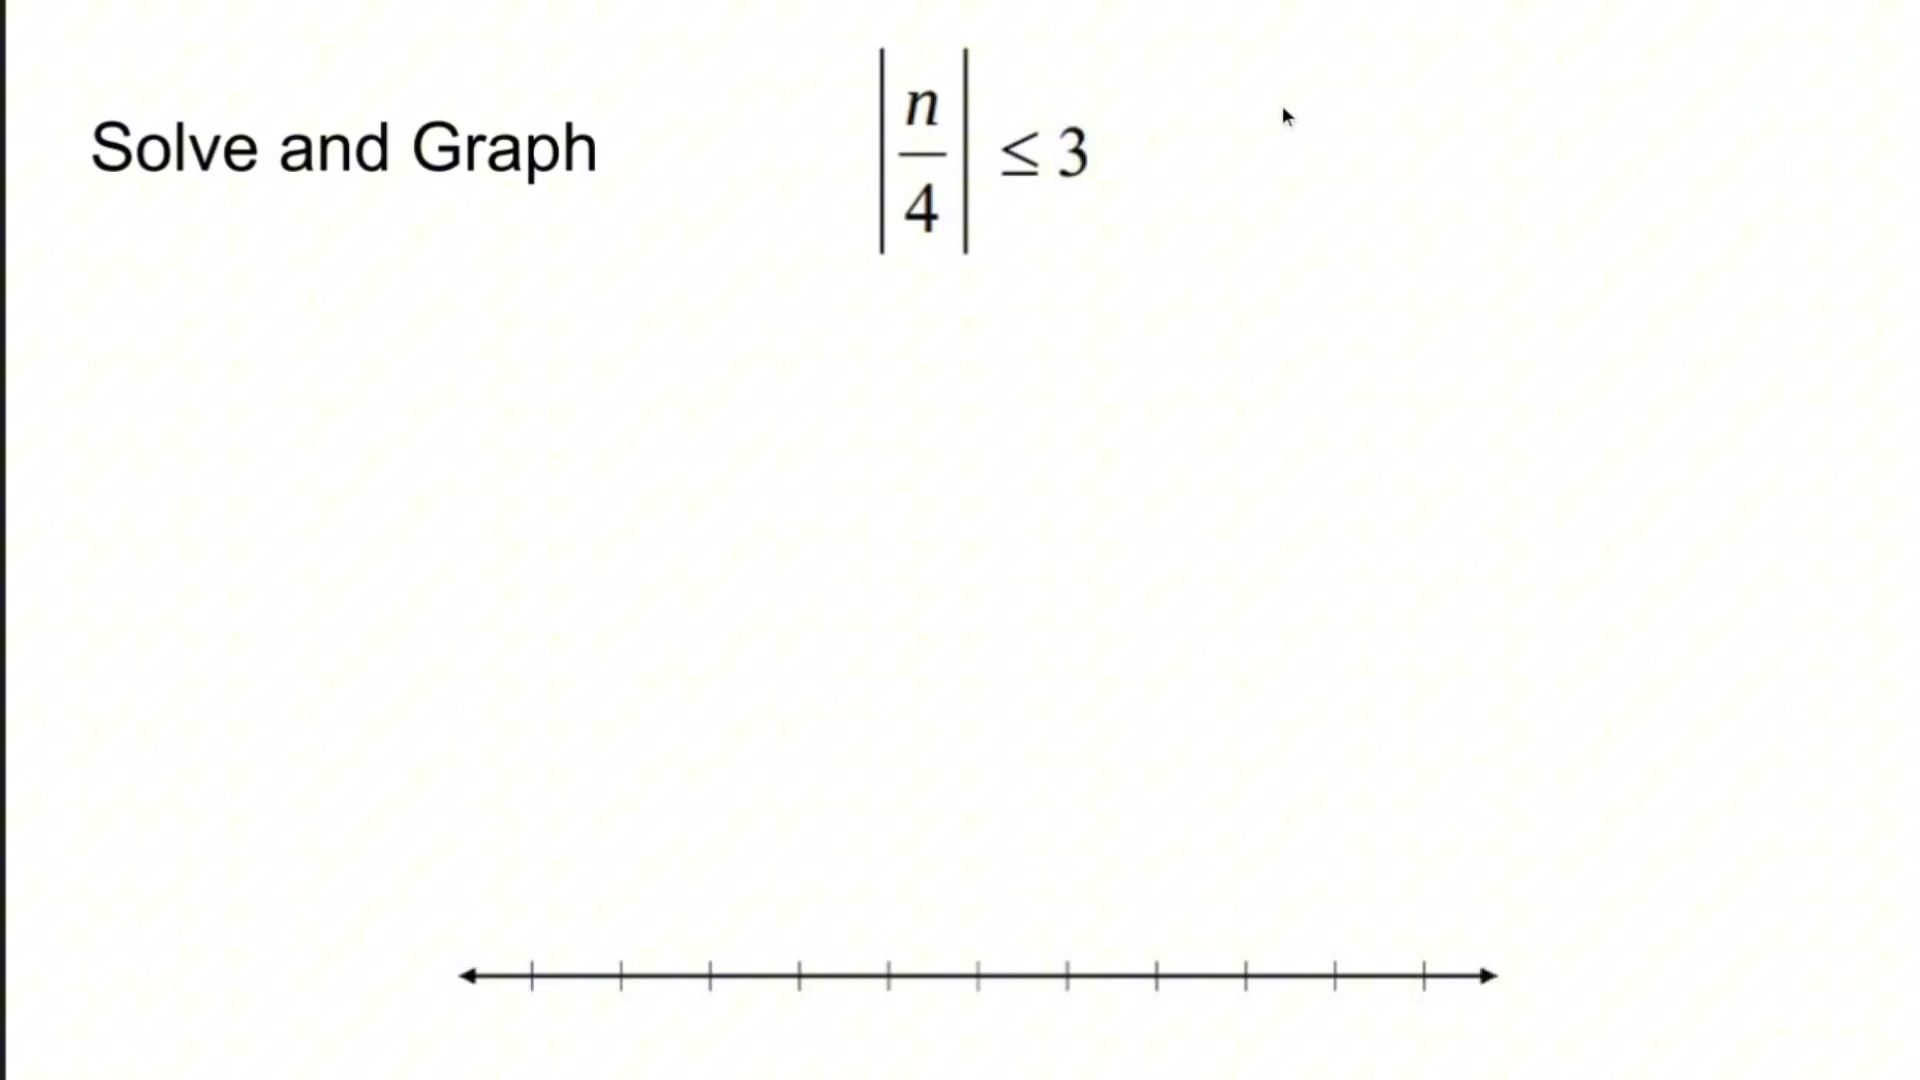 Solve and Graph |n/4| ≤ 3